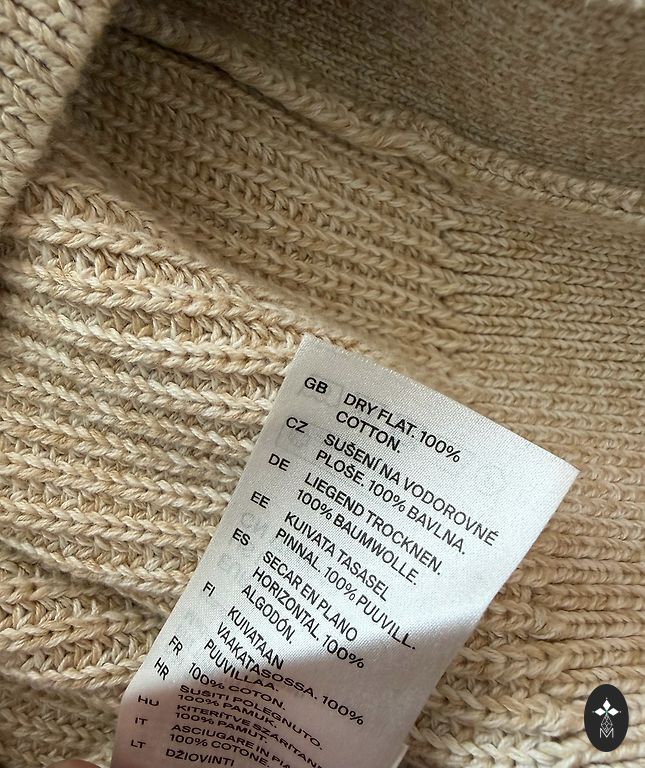 GB DRY FLAT. 100%
COTTON.
CZ SUŠENÍ NA VODOROVNÉ
PLOŠE. 100% BAVLNA.
DE LIEGEND TROCKNEN.
100% BAUMWOLLE.
EE KUIVATA TASASEL
PINNAL. 100% PUUVILL.
ES SECAR EN PLANO
HORIZONTAL. 100%
ALGODÓN.
FI KUIVATAAN
VAAKATASOSSA. 100%
PUUVILLAA.
FR 100% COTON.
HR SUŠITI POLEGNUTO.
100% PAMUK.
HU KITERÍTVE SZÁRÍTANI
100% PAMUT.
IT ASCIUGARE IN
100% COTONE.
LT DŽIOVINTI
M